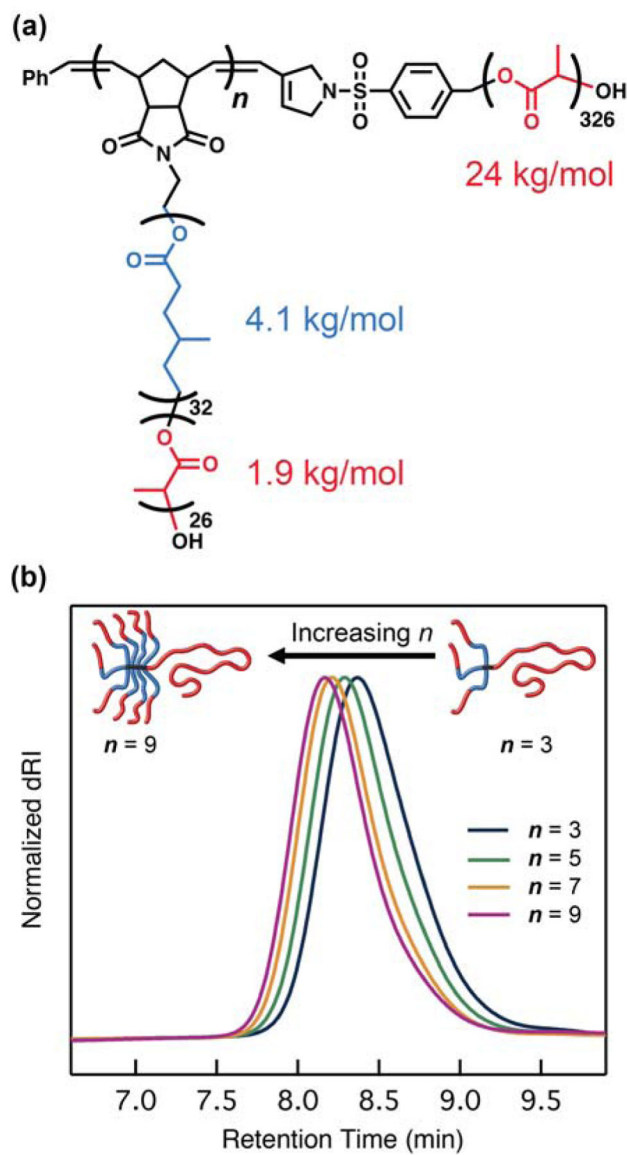 (a)
Ph
n
N
S
O
O
O
O
OH
326
24 kg/mol
O
O
N
O
O
4.1 kg/mol
32
O
O
1.9 kg/mol
26
OH
(b)
Increasing n
n = 9
n = 3
n = 3
n = 5
n = 7
n = 9
Normalized dRI
7.0 7.5 8.0 8.5 9.0 9.5
Retention Time (min)